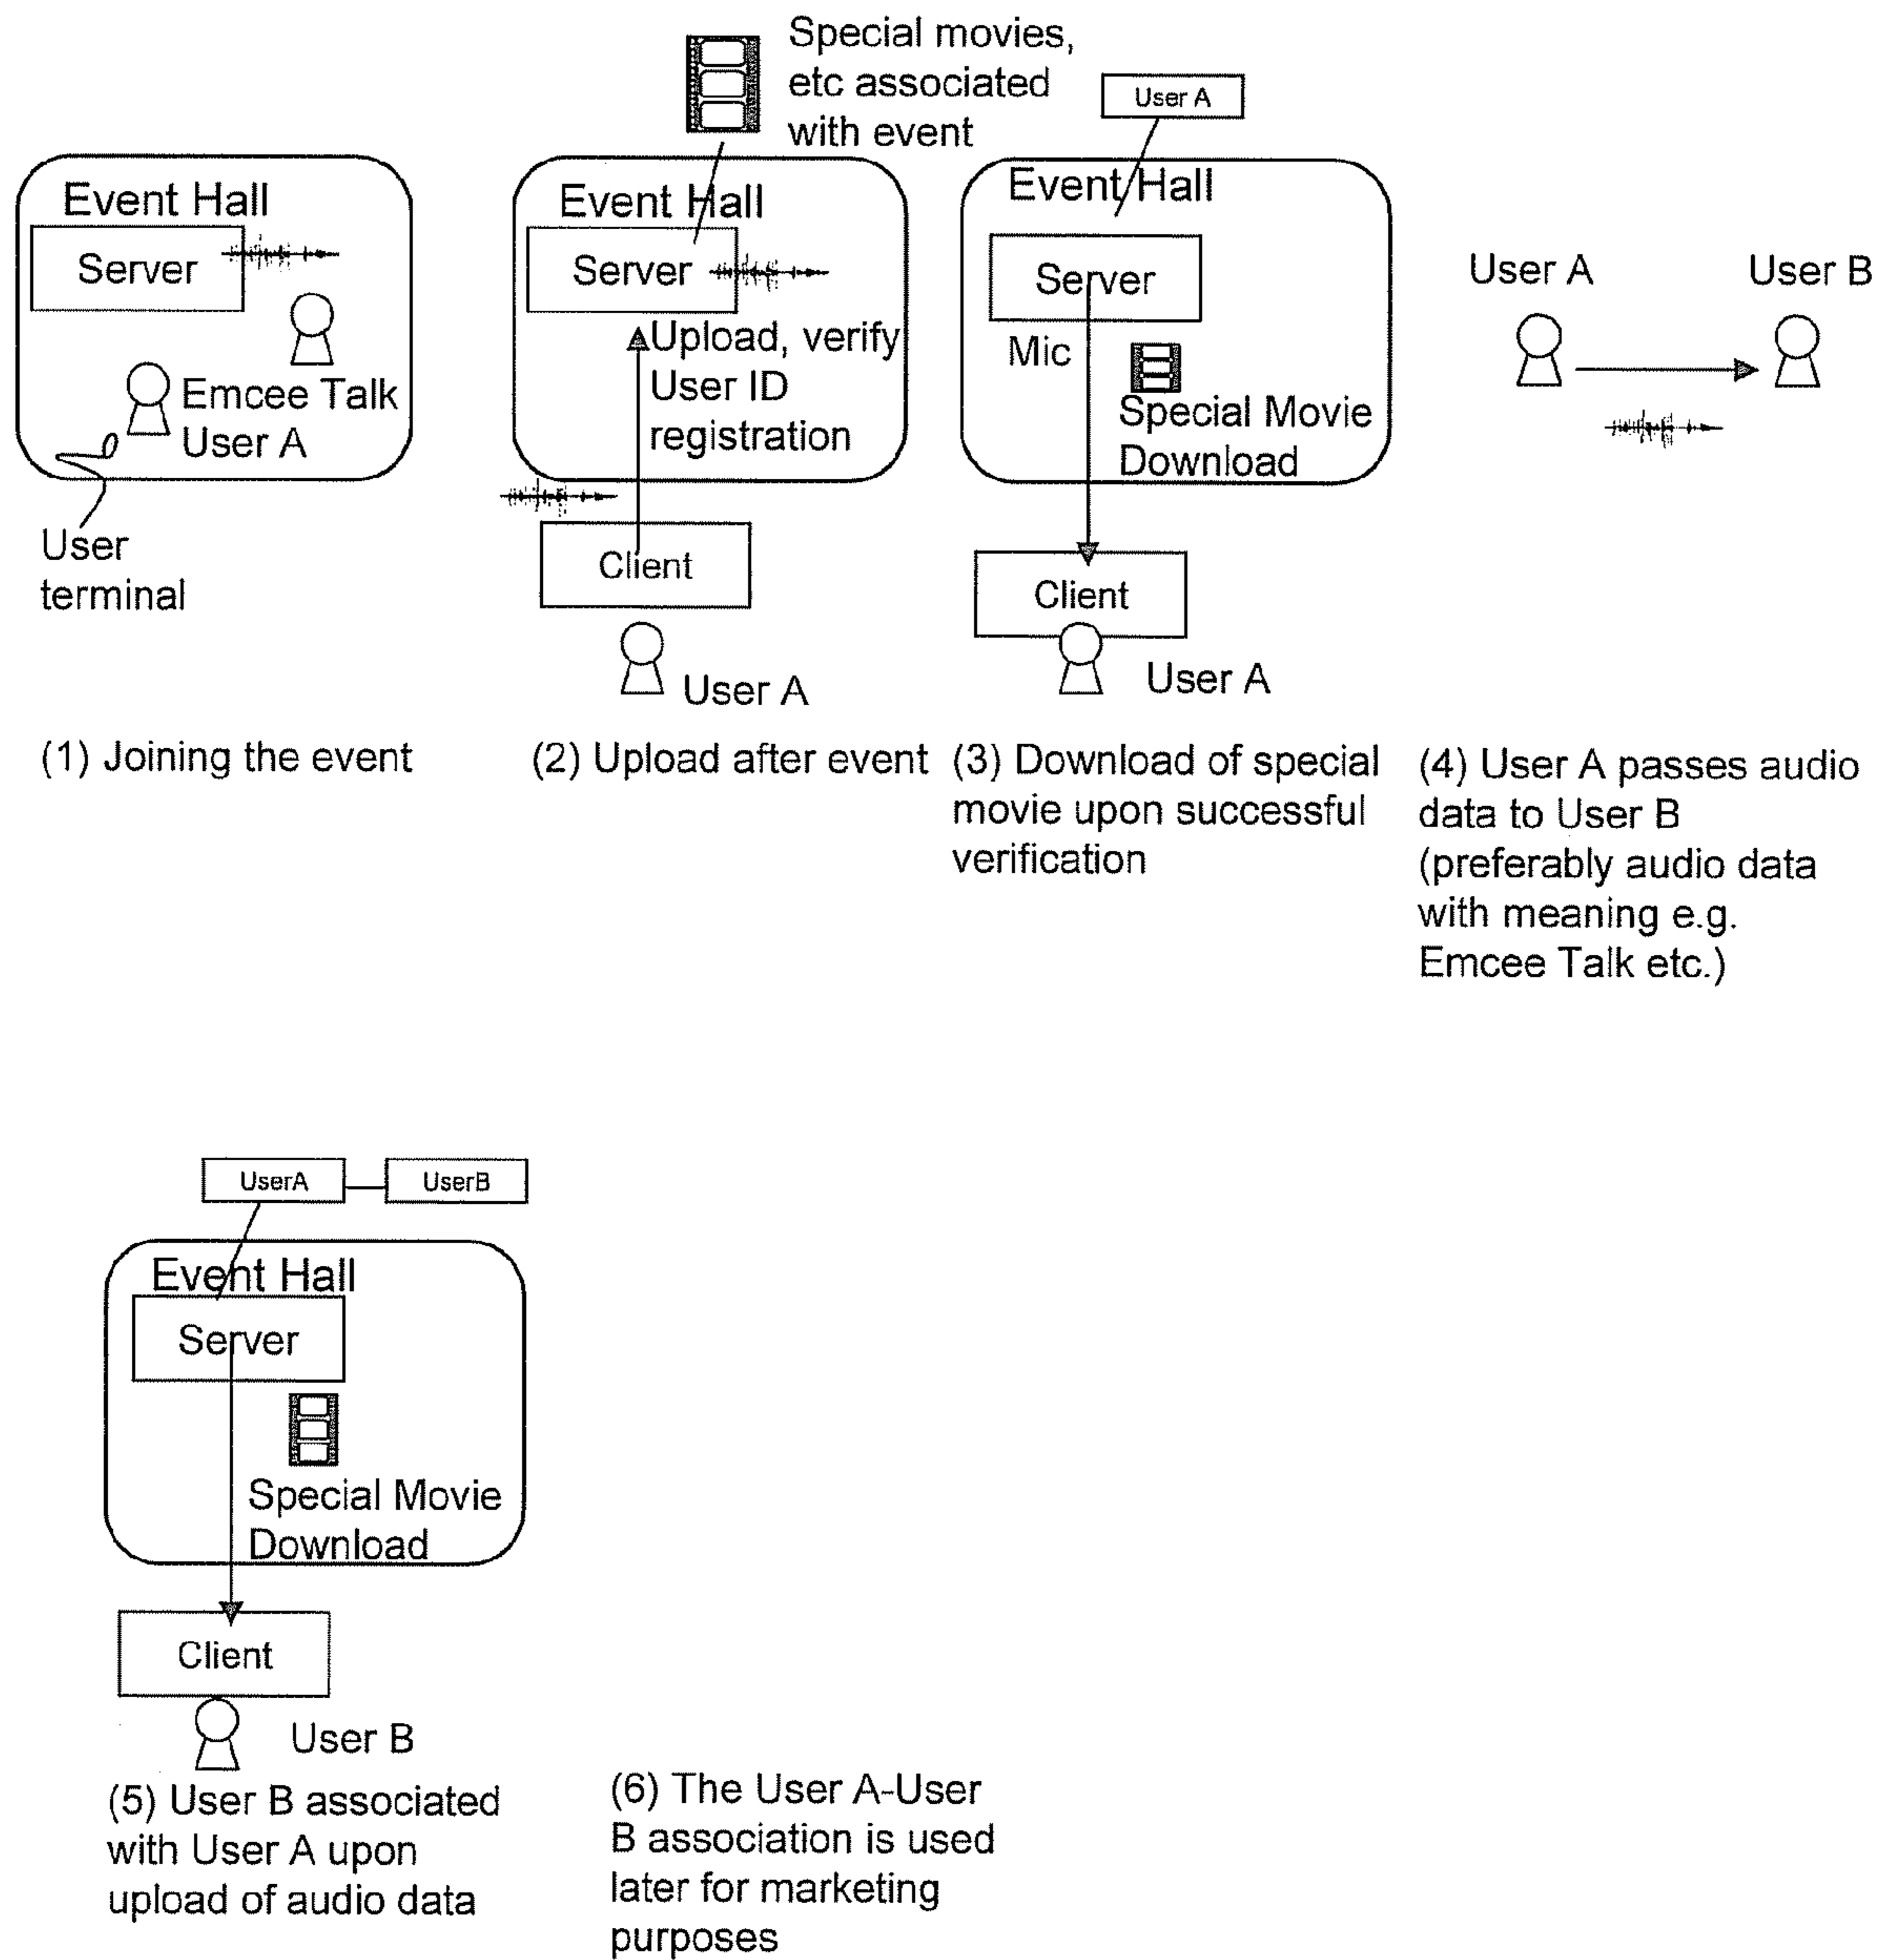 Special movies,
etc associated
with event
User A
Event Hall
Server
Emcee Talk
User A
User
terminal
Event Hall
Server
Upload, verify
User ID
registration
Client
User A
Event Hall
Server
Mic
Special Movie
Download
Client
User A
User A
User B
(1) Joining the event
(2) Upload after event
(3) Download of special
movie upon successful
verification
(4) User A passes audio
data to User B
(preferably audio data
with meaning e.g.
Emcee Talk etc.)
UserA
UserB
Event Hall
Server
Special Movie
Download
Client
User B
(5) User B associated
with User A upon
upload of audio data
(6) The User A-User
B association is used
later for marketing
purposes